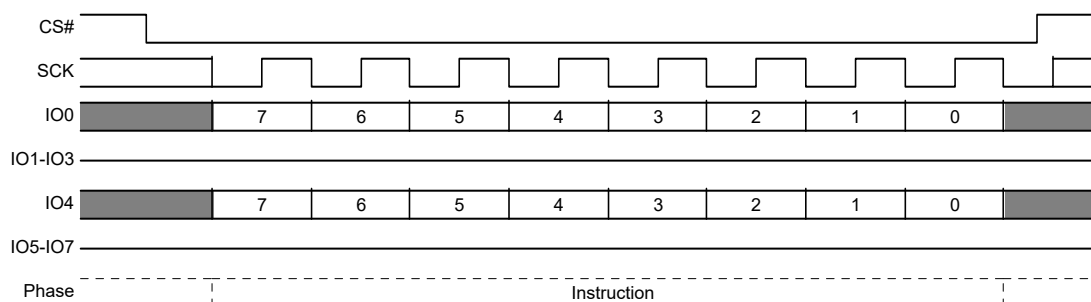 CS#
SCK
IO0 7 6 5 4 3 2 1 0
IO1-IO3
IO4 7 6 5 4 3 2 1 0
IO5-IO7
Phase Instruction